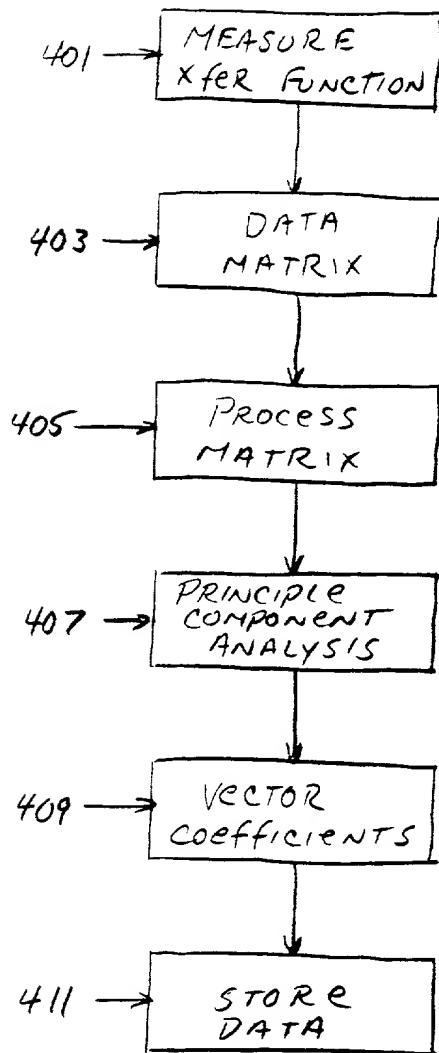 401
MEASURE
XfeR FUNCTION
403
DATA
MATRIX
405
PROCeSS
MATRIX
407
PRINCIPLe
COMPONENT
ANALYSIS
409
VeCTOR
COeffICIeNTS
411
STORe
DATA